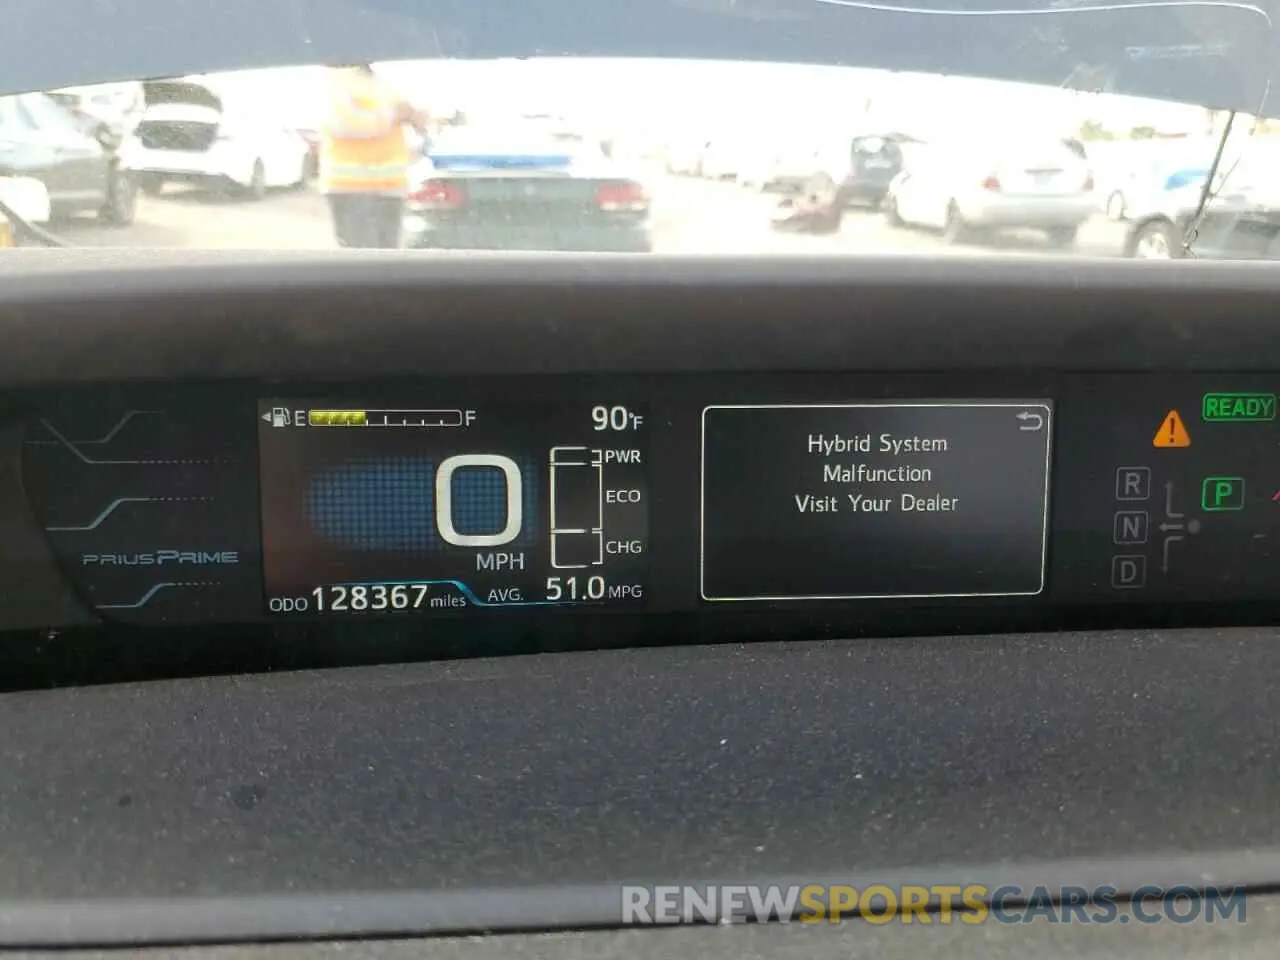 E F
90°F
PWR
ECO
CHG
0
MPH
PRIUS PRIME
ODO 128367 miles
AVG. 51.0 MPG
Hybrid System
Malfunction
Visit Your Dealer
READY
R
N
D
P
RENEWSPORTSCARS.COM